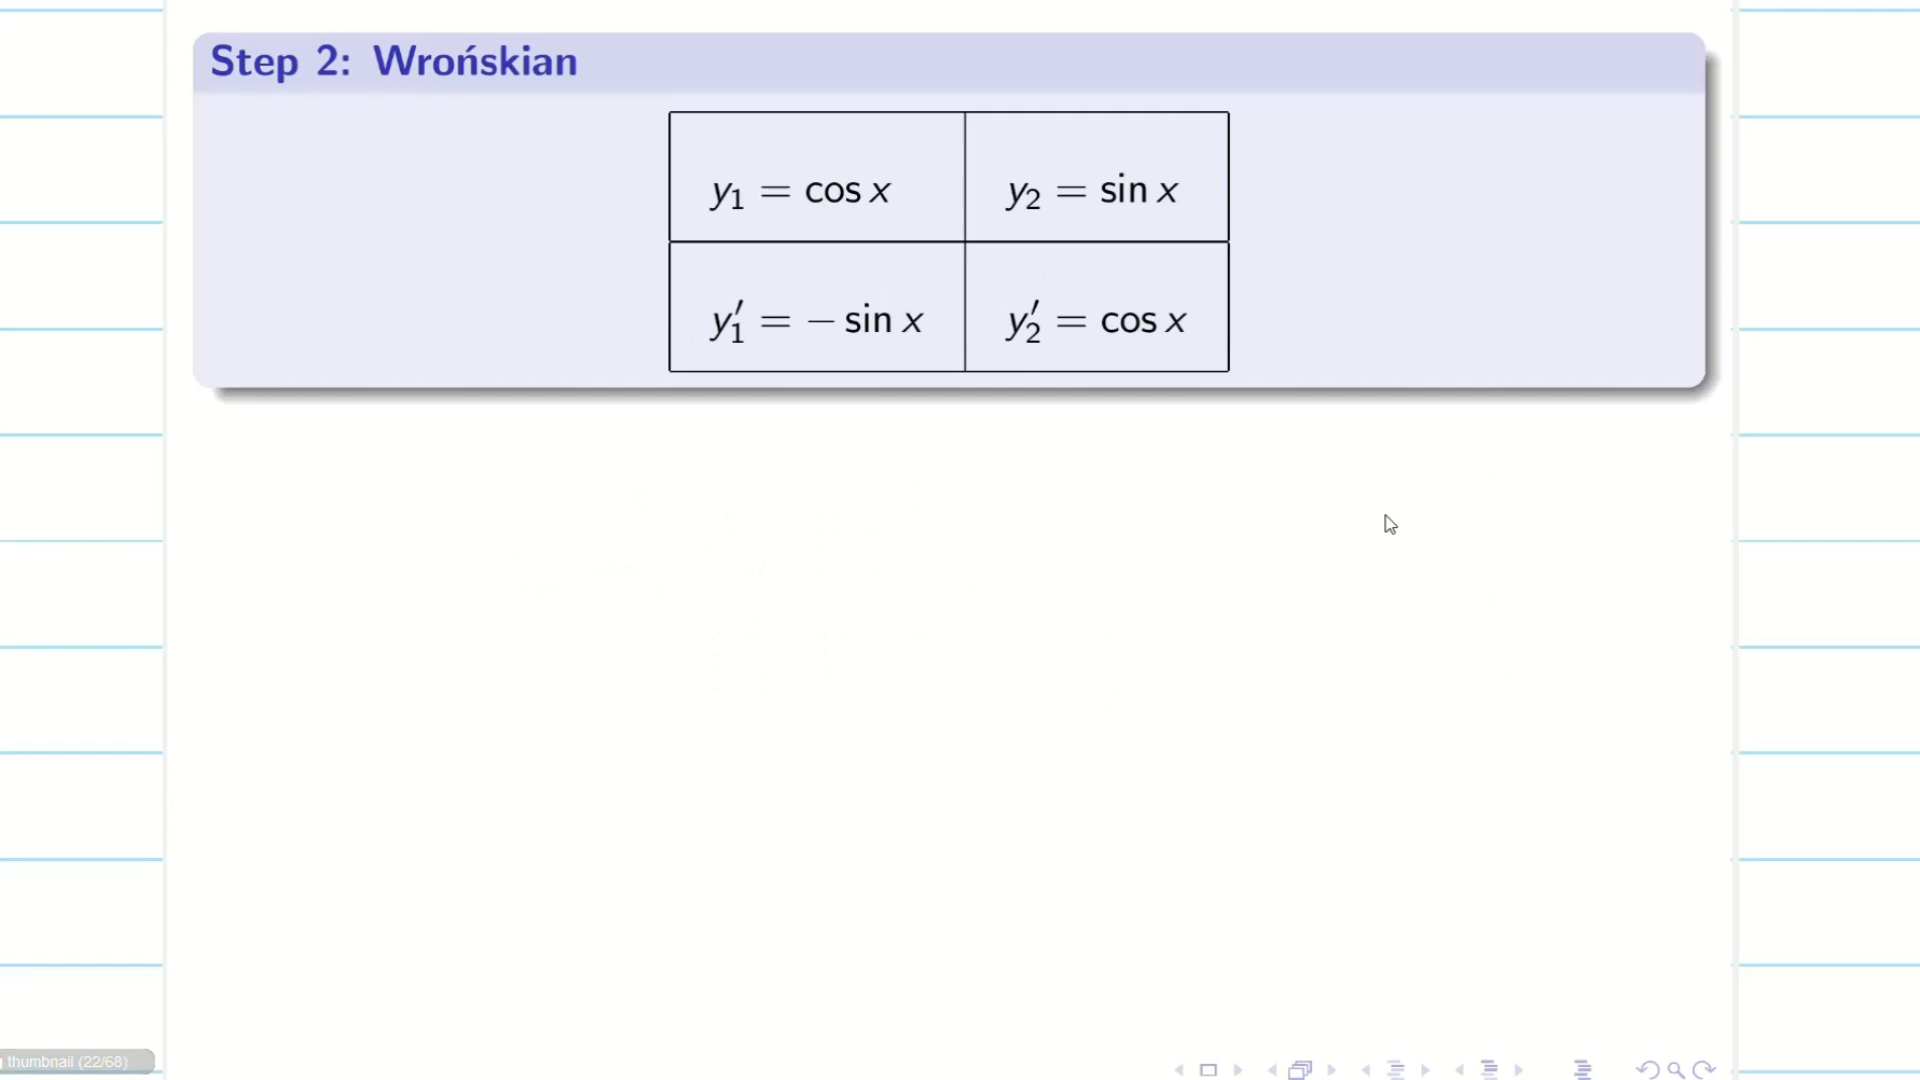 Step 2: Wrońskian
y₁ = cos x y₂ = sin x
y₁′ = − sin x y₂′ = cos x
thumbnail (22/68)